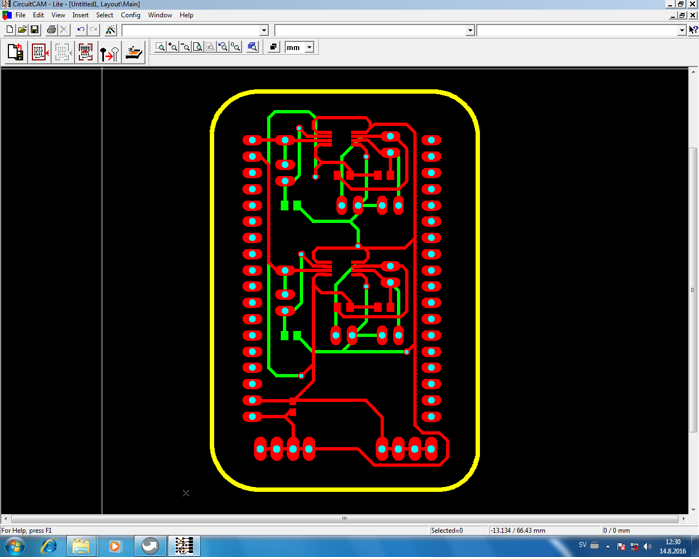 CircuitCAM - Lite - [Untitled1, Layout\Main]
File Edit View Insert Select Config Window Help
mm
For Help, press F1
Selected=0
-13.134 / 66.43 mm
0 / 0 mm
SV
12:30
14.8.2016